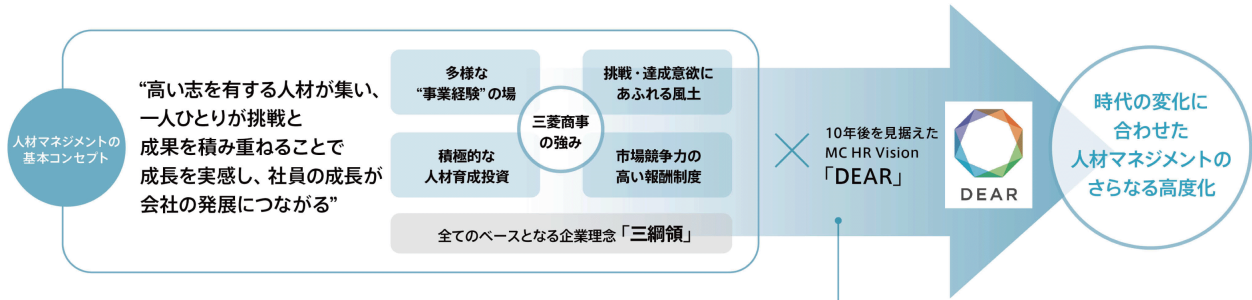 人材マネジメントの
基本コンセプト
“高い志を有する人材が集い、
一人ひとりが挑戦と
成果を積み重ねることで
成長を実感し、社員の成長が
会社の発展につながる”
多様な
“事業経験”の場
挑戦・達成意欲に
あふれる風土
三菱商事
の強み
積極的な
人材育成投資
市場競争力の
高い報酬制度
全てのベースとなる企業理念「三綱領」
×
10年後を見据えた
MC HR Vision
「DEAR」
DEAR
時代の変化に
合わせた
人材マネジメントの
さらなる高度化